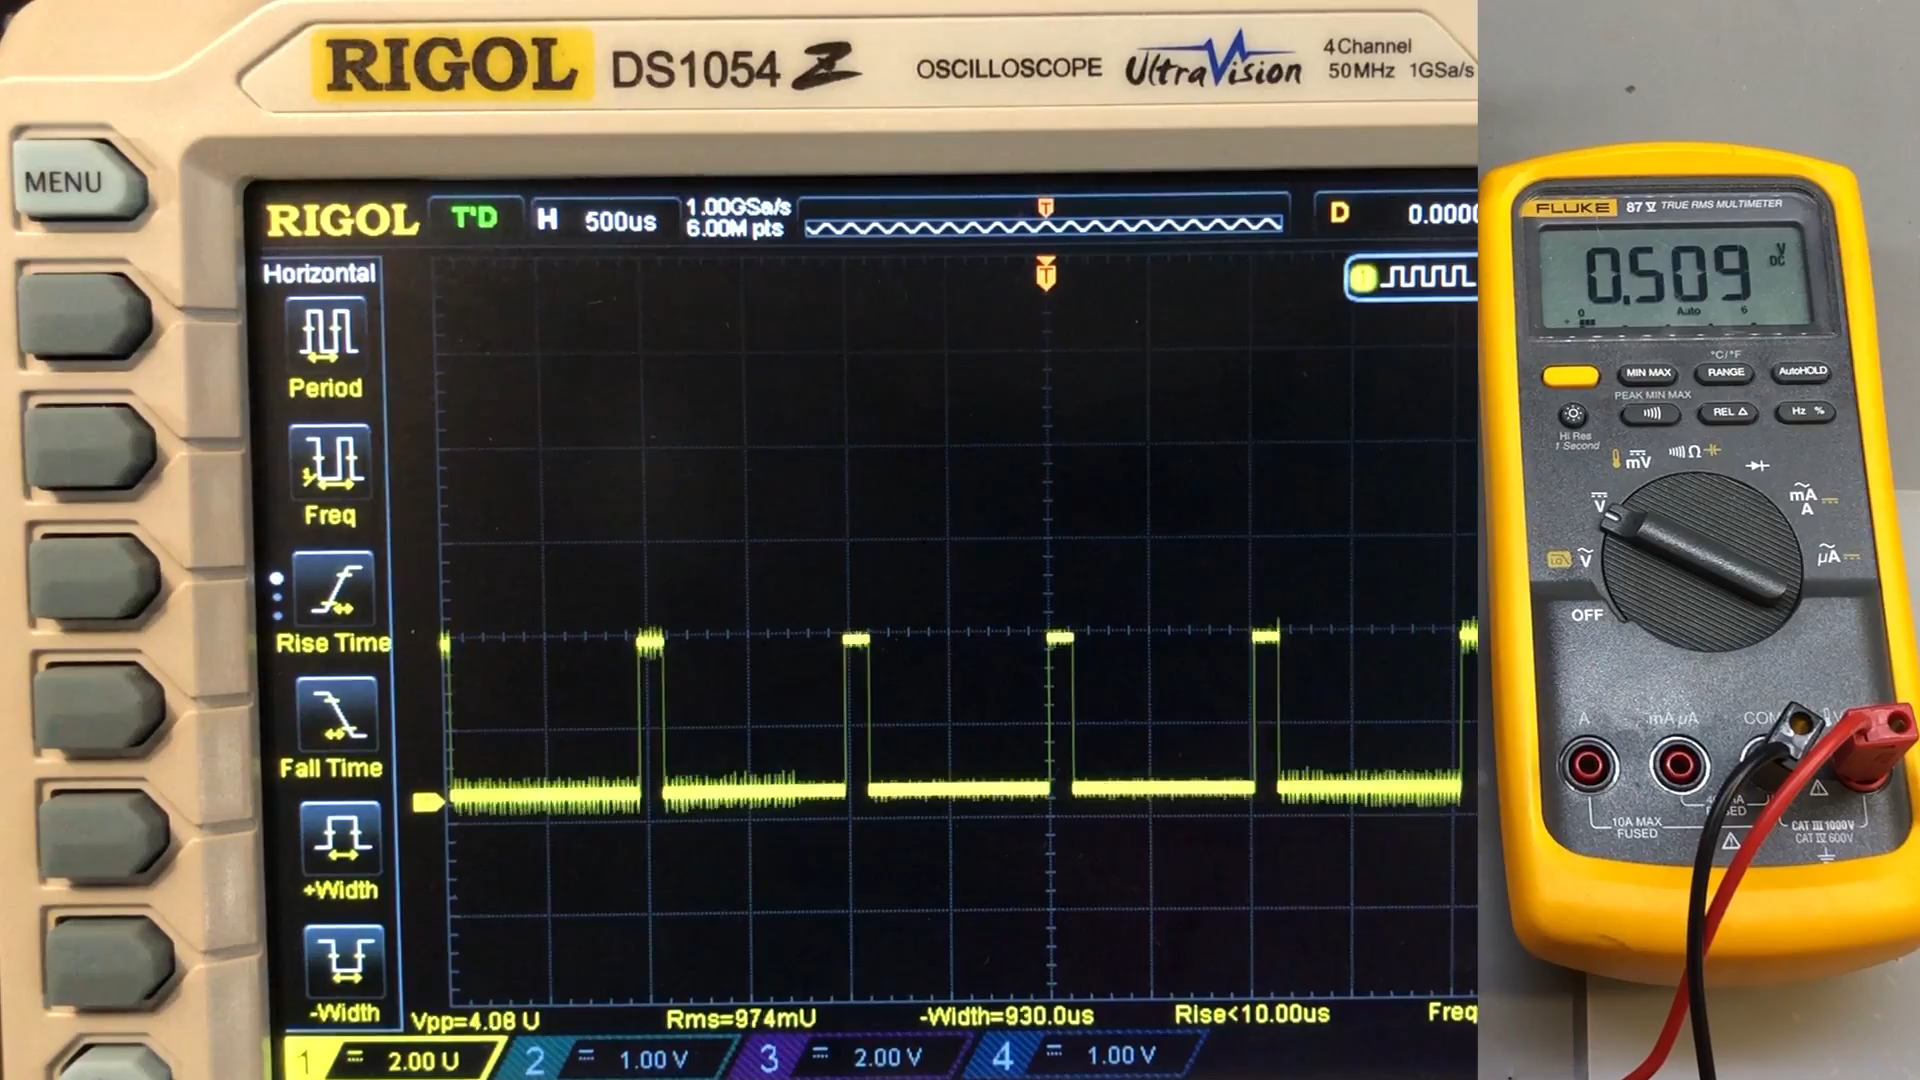 RIGOL DS1054Z OSCILLOSCOPE UltraVision 4 Channel
50MHz 1GSa/s
MENU
RIGOL T'D H 500us 1.00GSa/s
6.00M pts
D 0.0000
Horizontal
Period
Freq
Rise Time
Fall Time
+Width
-Width
Vpp=4.08 U Rms=974mU -Width=930.0us Rise<10.00us Freq
1 = 2.00 U 2 = 1.00 V 3 = 2.00 V 4 = 1.00 V
FLUKE 87 V TRUE RMS MULTIMETER
0.509 V
DC
0 Auto 6
°C/°F
MIN MAX RANGE AutoHOLD
PEAK MIN MAX
REL Δ Hz %
Hi Res
1 Second
mV Ω
V
mA
A
V
µA
OFF
A mA µA COM V
10A MAX
FUSED
CAT III 1000V
CAT IV 600V